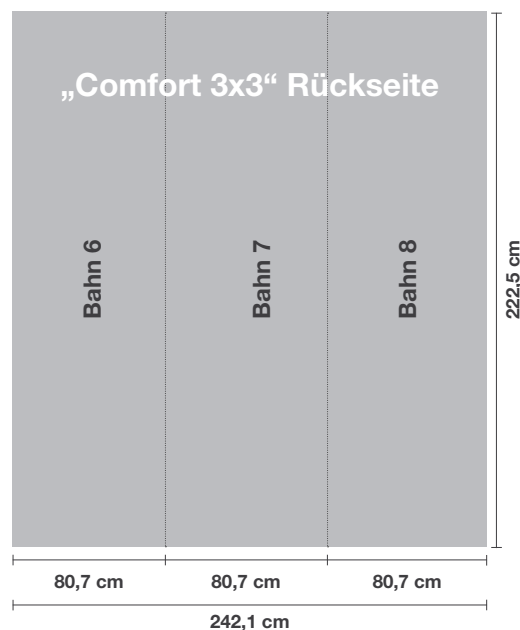 „Comfort 3x3“ Rückseite
Bahn 6
Bahn 7
Bahn 8
222,5 cm
80,7 cm
80,7 cm
80,7 cm
242,1 cm